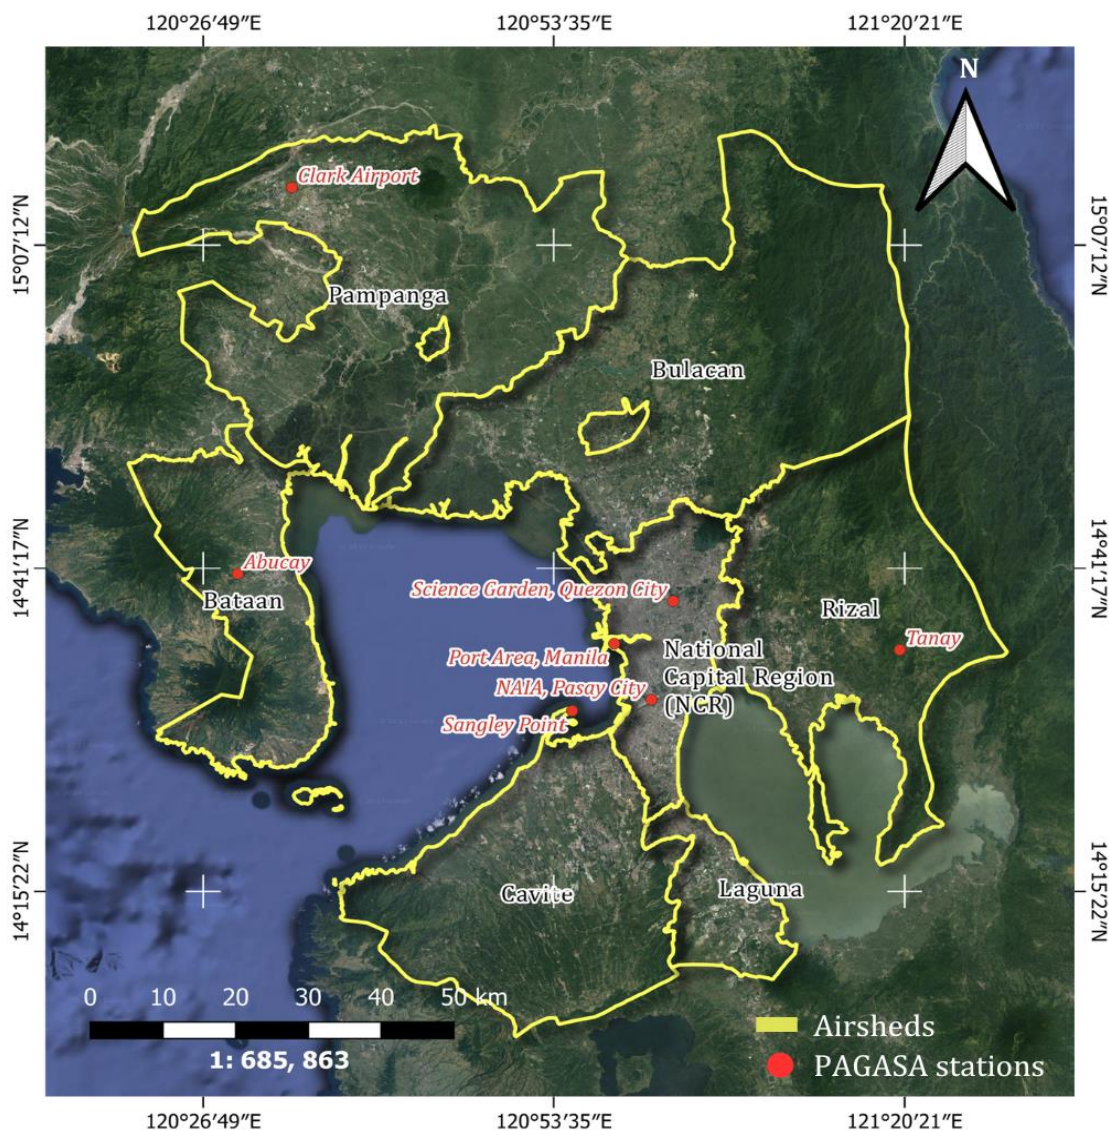 120°26′49″E
120°53′35″E
121°20′21″E
N
Clark Airport
15°07′12″N
15°07′12″N
Pampanga
Bulacan
14°41′17″N
14°41′17″N
Abucay
Bataan
Science Garden, Quezon City
Rizal
Tanay
Port Area, Manila
National
Capital Region
(NCR)
NAIA, Pasay City
Sangley Point
14°15′22″N
14°15′22″N
Cavite
Laguna
0 10 20 30 40 50 km
1: 685, 863
Airsheds
PAGASA stations
120°26′49″E
120°53′35″E
121°20′21″E